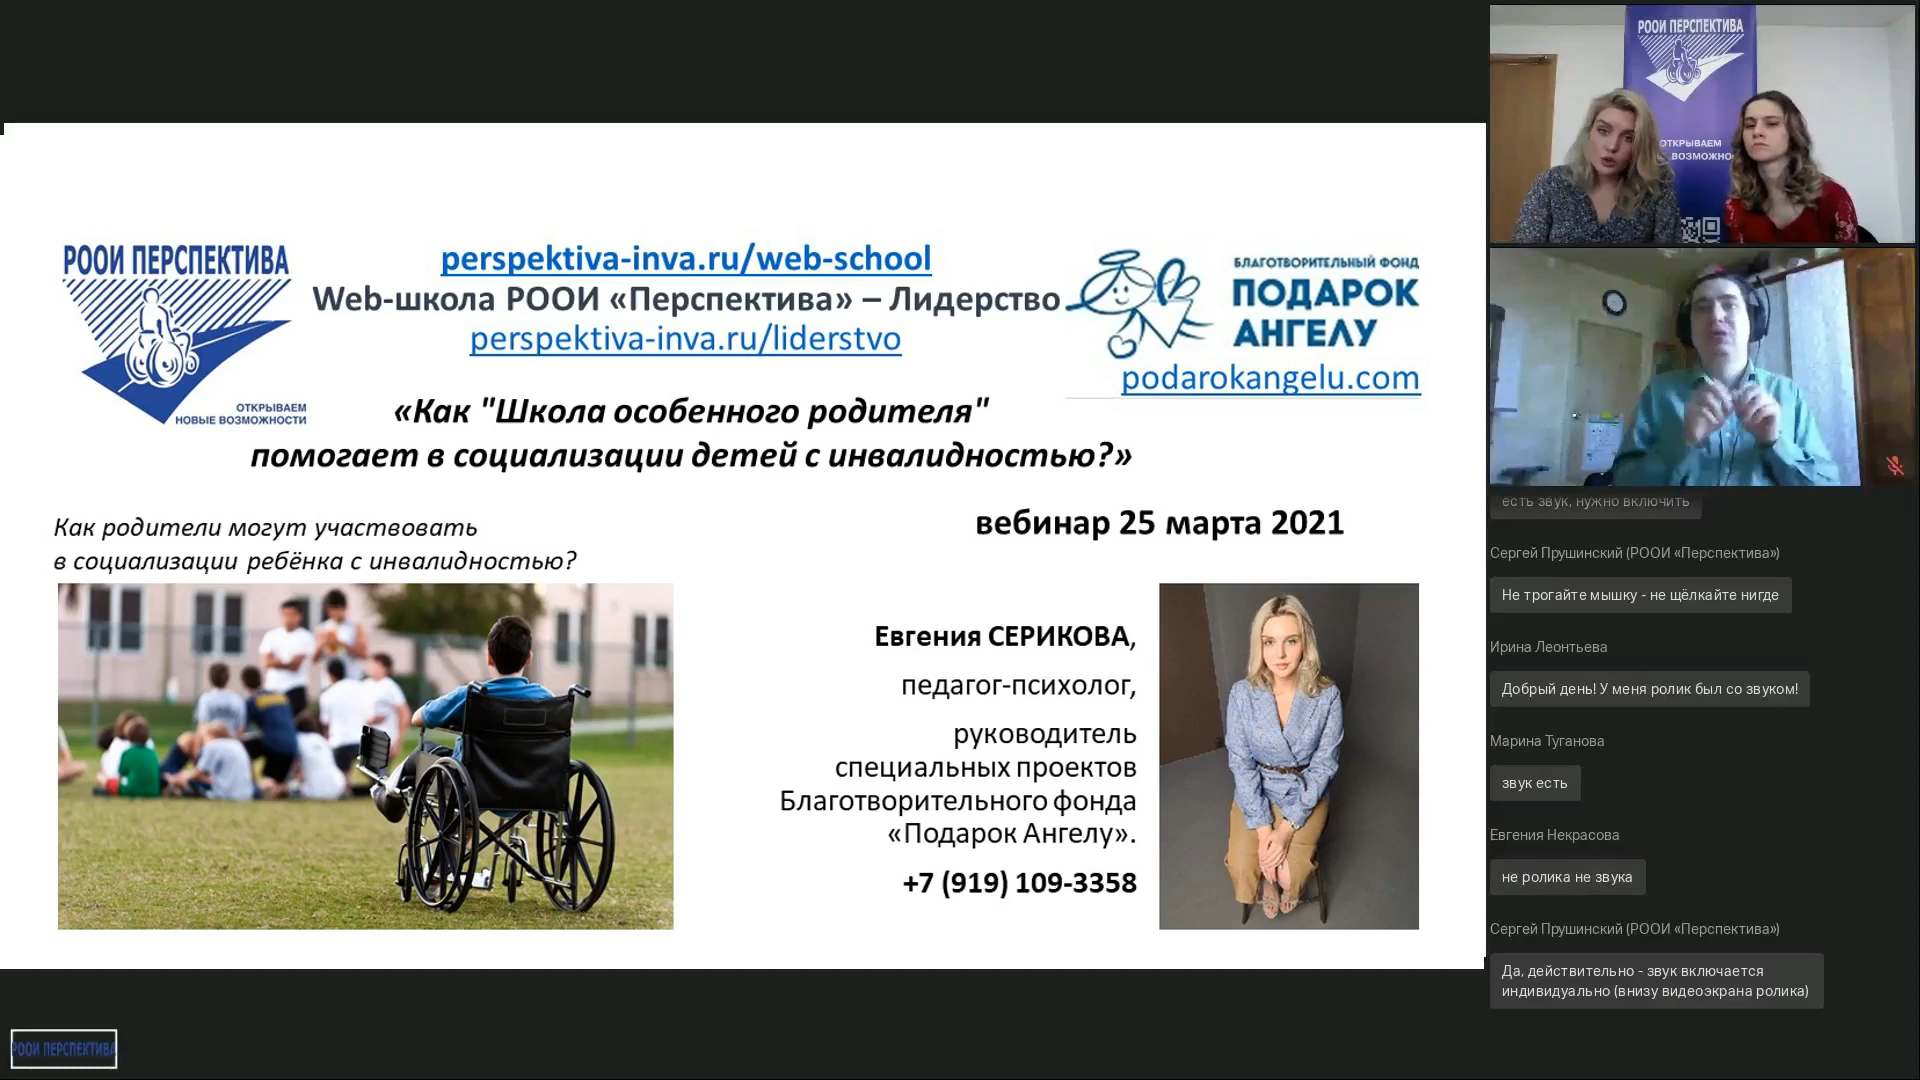 РООИ ПЕРСПЕКТИВА
ОТКРЫВАЕМ
НОВЫЕ ВОЗМОЖНОСТИ
perspektiva-inva.ru/web-school
Web-школа РООИ «Перспектива» – Лидерство
perspektiva-inva.ru/liderstvo
БЛАГОТВОРИТЕЛЬНЫЙ ФОНД
ПОДАРОК
АНГЕЛУ
podarokangelu.com
«Как "Школа особенного родителя"
помогает в социализации детей с инвалидностью?»
вебинар 25 марта 2021
Как родители могут участвовать
в социализации ребёнка с инвалидностью?
Евгения СЕРИКОВА,
педагог-психолог,
руководитель
специальных проектов
Благотворительного фонда
«Подарок Ангелу».
+7 (919) 109-3358
РООИ ПЕРСПЕКТИВА
РООИ ПЕРСПЕКТИВА
ОТКРЫВАЕМ
ВОЗМОЖНО
есть звук, нужно включить
Сергей Прушинский (РООИ «Перспектива»)
Не трогайте мышку - не щёлкайте нигде
Ирина Леонтьева
Добрый день! У меня ролик был со звуком!
Марина Туганова
звук есть
Евгения Некрасова
не ролика не звука
Сергей Прушинский (РООИ «Перспектива»)
Да, действительно - звук включается
индивидуально (внизу видеоэкрана ролика)